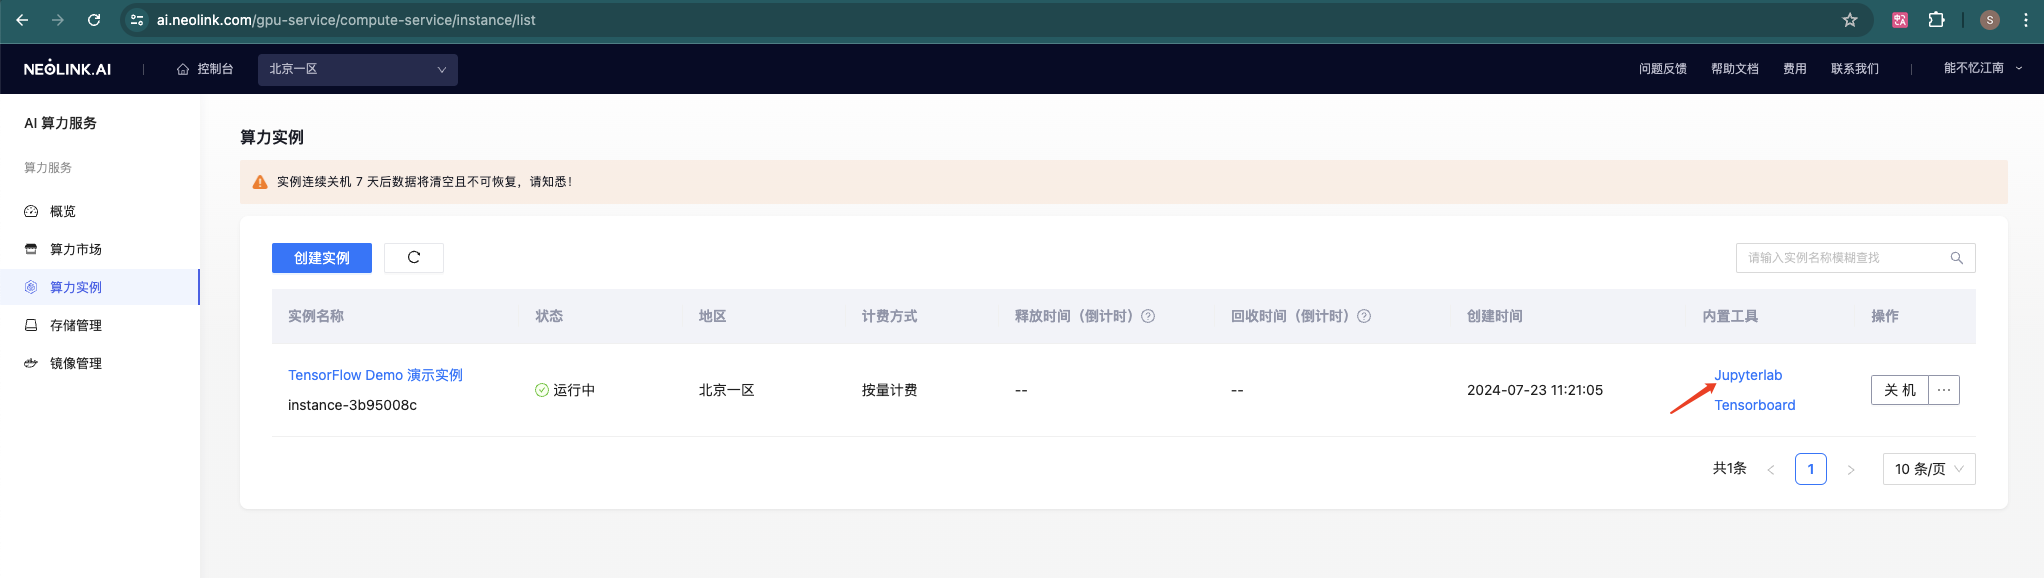 ai.neolink.com/gpu-service/compute-service/instance/list
S
NEOLINK.AI
控制台
北京一区
问题反馈
帮助文档
费用
联系我们
能不忆江南
AI 算力服务
算力服务
概览
算力市场
算力实例
存储管理
镜像管理
算力实例
实例连续关机 7 天后数据将清空且不可恢复，请知悉！
创建实例
请输入实例名称模糊查找
实例名称 状态 地区 计费方式 释放时间（倒计时） 回收时间（倒计时） 创建时间 内置工具 操作
TensorFlow Demo 演示实例
instance-3b95008c
运行中 北京一区 按量计费 -- -- 2024-07-23 11:21:05
Jupyterlab
Tensorboard
关 机 ···
共1条 < 1 > 10 条/页